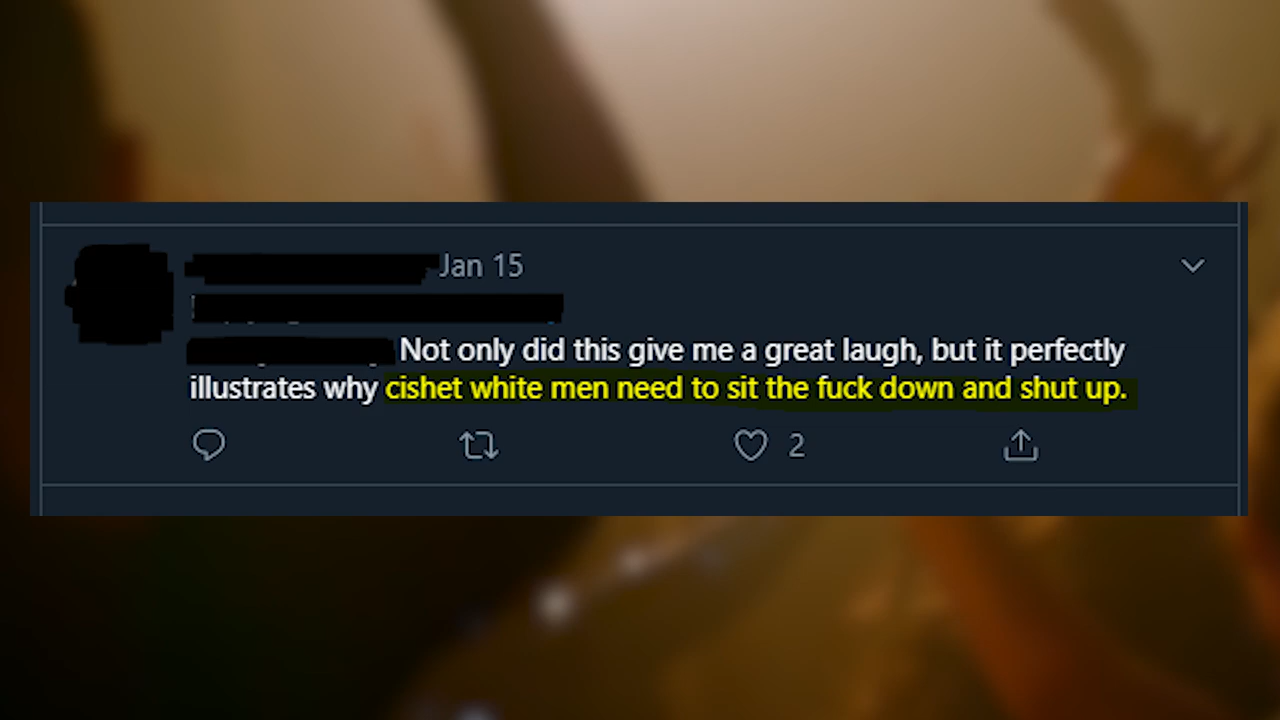 Jan 15
Not only did this give me a great laugh, but it perfectly
illustrates why cishet white men need to sit the fuck down and shut up.
2